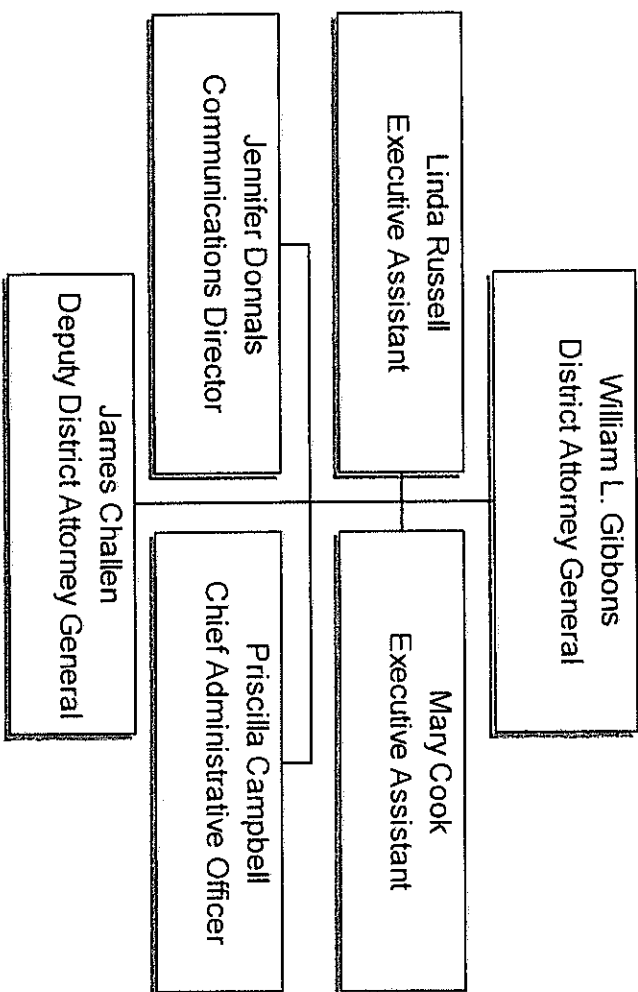 William L. Gibbons
District Attorney General
Linda Russell
Executive Assistant
Mary Cook
Executive Assistant
Jennifer Donnals
Communications Director
Priscilla Campbell
Chief Administrative Officer
James Challen
Deputy District Attorney General